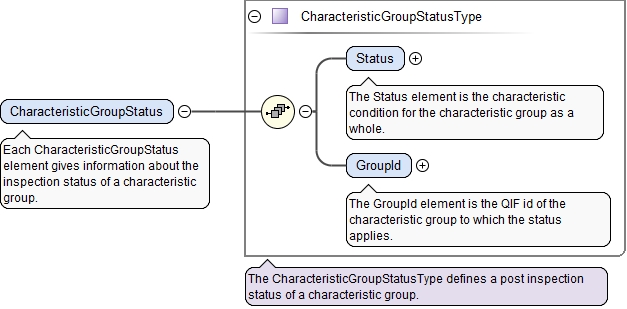 CharacteristicGroupStatusType
Status
The Status element is the characteristic
condition for the characteristic group as a
whole.
CharacteristicGroupStatus
Each CharacteristicGroupStatus
element gives information about the
inspection status of a characteristic
group.
GroupId
The GroupId element is the QIF id of the
characteristic group to which the status
applies.
The CharacteristicGroupStatusType defines a post inspection
status of a characteristic group.